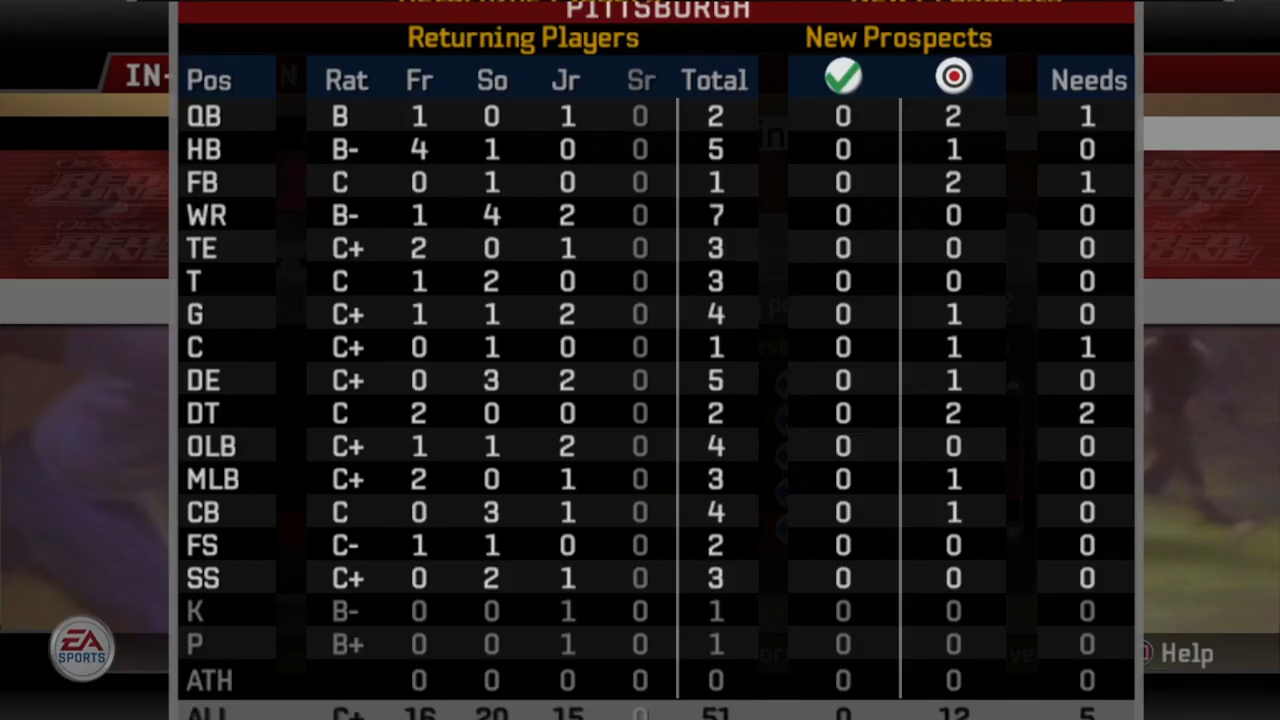 PITTSBURGH
Returning Players New Prospects
IN-
Pos Rat Fr So Jr Sr Total Needs
QB B 1 0 1 0 2 0 2 1
HB B- 4 1 0 0 5 0 1 0
FB C 0 1 0 0 1 0 2 1
WR B- 1 4 2 0 7 0 0 0
TE C+ 2 0 1 0 3 0 0 0
T C 1 2 0 0 3 0 0 0
G C+ 1 1 2 0 4 0 1 0
C C+ 0 1 0 0 1 0 1 1
DE C+ 0 3 2 0 5 0 1 0
DT C 2 0 0 0 2 0 2 2
OLB C+ 1 1 2 0 4 0 0 0
MLB C+ 2 0 1 0 3 0 1 0
CB C 0 3 1 0 4 0 1 0
FS C- 1 1 0 0 2 0 0 0
SS C+ 0 2 1 0 3 0 0 0
K B- 0 0 1 0 1 0 0 0
P B+ 0 0 1 0 1 0 0 0
ATH 0 0 0 0 0 0 0 0
ALL C+ 16 20 15 0 51 0 12 5
EA
SPORTS
Help